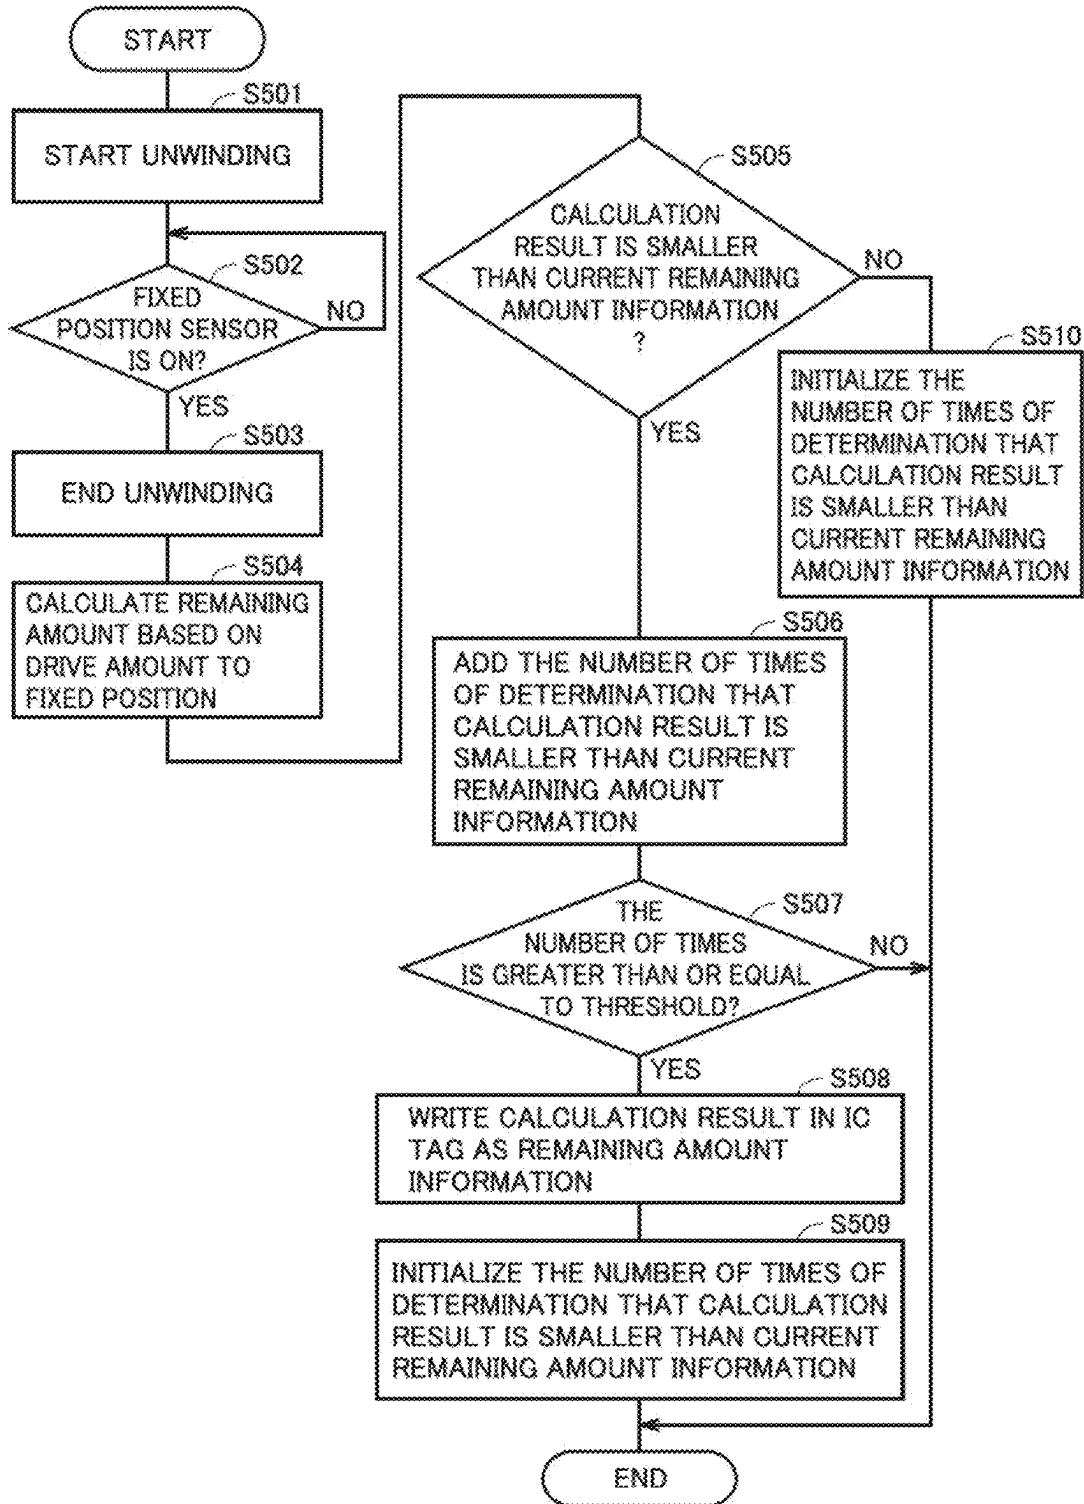 START
S501
START UNWINDING
S502
FIXED
POSITION SENSOR
IS ON?
NO
YES
S503
END UNWINDING
S504
CALCULATE REMAINING
AMOUNT BASED ON
DRIVE AMOUNT TO
FIXED POSITION
S505
CALCULATION
RESULT IS SMALLER
THAN CURRENT REMAINING
AMOUNT INFORMATION
?
NO
YES
S510
INITIALIZE THE
NUMBER OF TIMES OF
DETERMINATION THAT
CALCULATION RESULT
IS SMALLER THAN
CURRENT REMAINING
AMOUNT INFORMATION
S506
ADD THE NUMBER OF TIMES
OF DETERMINATION THAT
CALCULATION RESULT IS
SMALLER THAN CURRENT
REMAINING AMOUNT
INFORMATION
S507
THE
NUMBER OF TIMES
IS GREATER THAN OR EQUAL
TO THRESHOLD?
NO
YES
S508
WRITE CALCULATION RESULT IN IC
TAG AS REMAINING AMOUNT
INFORMATION
S509
INITIALIZE THE NUMBER OF TIMES OF
DETERMINATION THAT CALCULATION
RESULT IS SMALLER THAN CURRENT
REMAINING AMOUNT INFORMATION
END